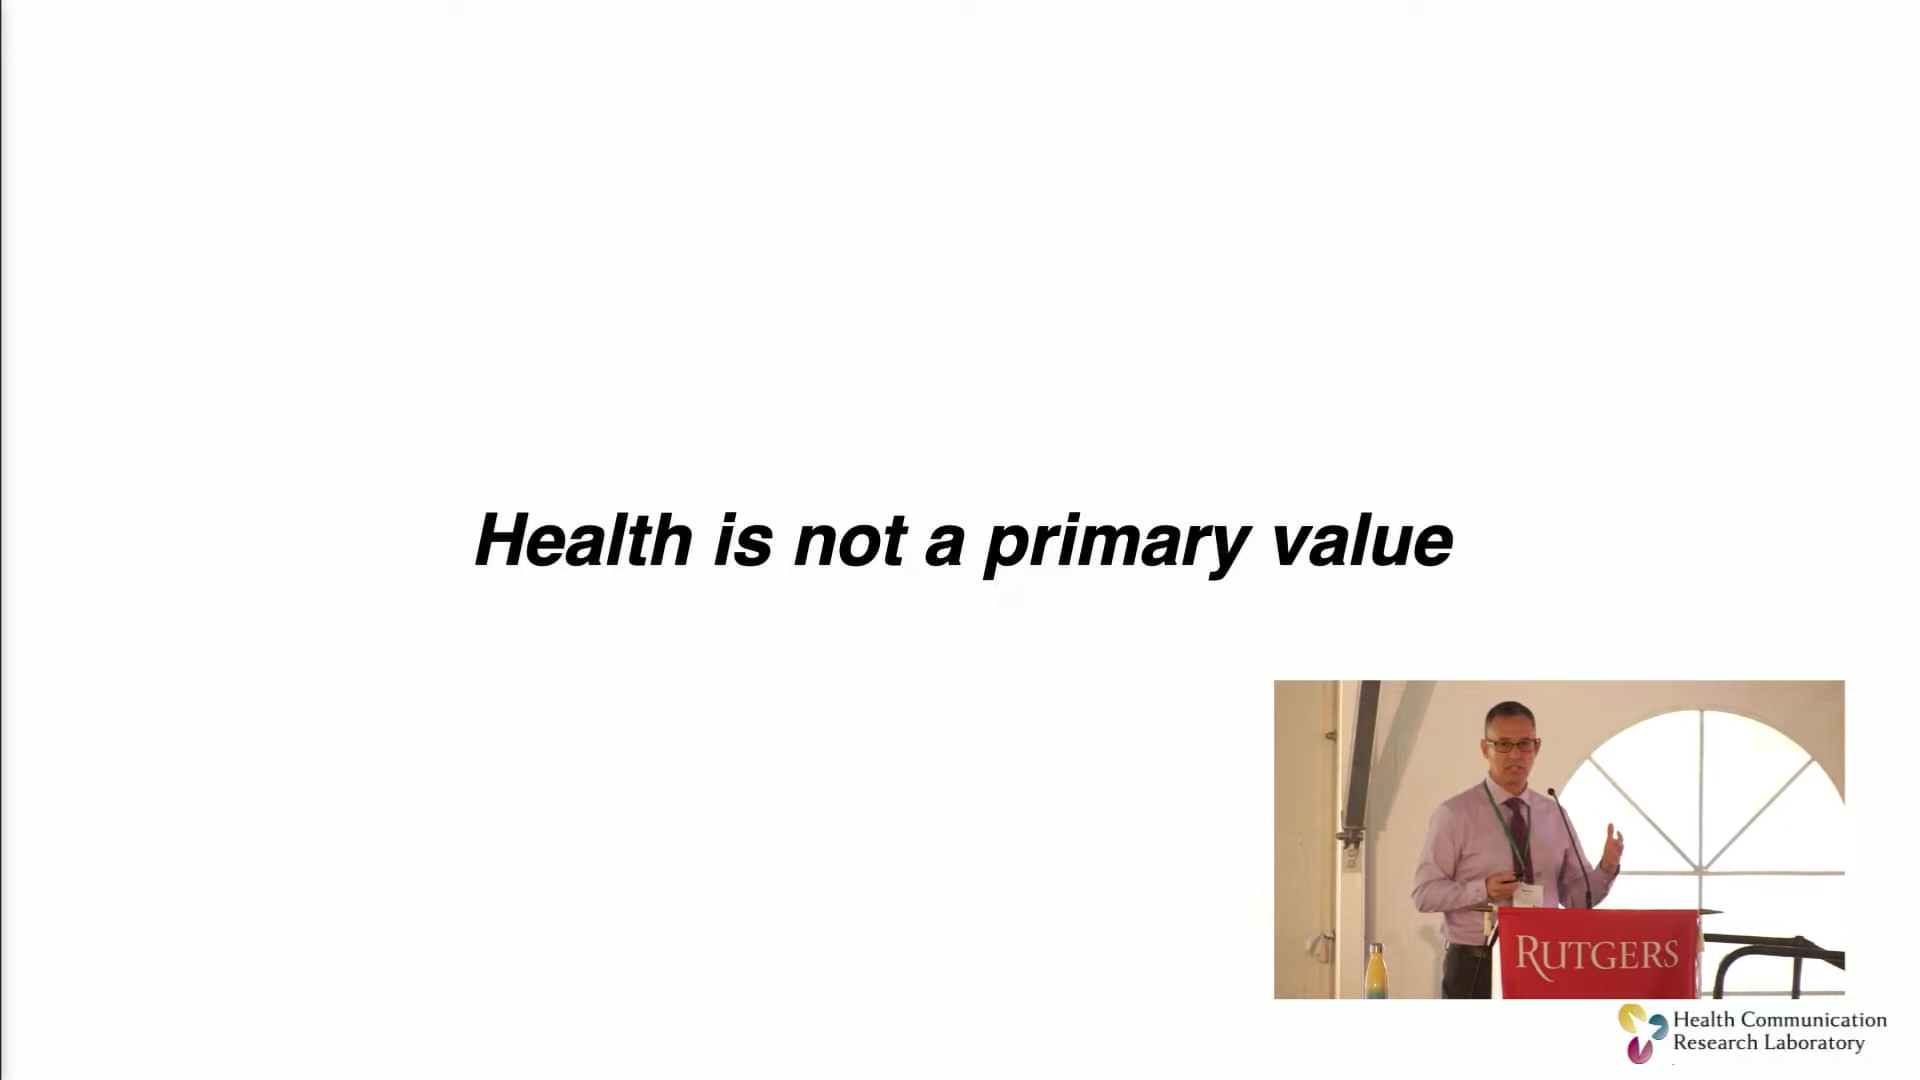 Health is not a primary value
RUTGERS
Health Communication
Research Laboratory